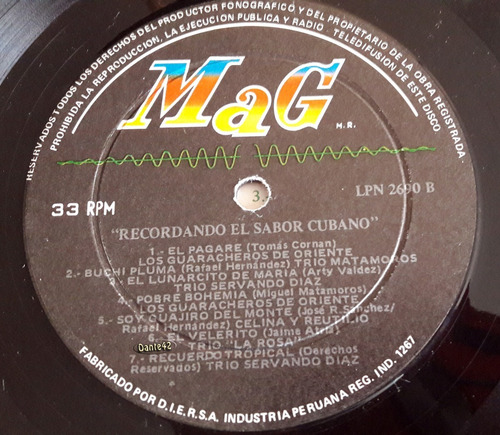 RESERVADOS TODOS LOS DERECHOS DEL PRODUCTOR FONOGRAFICO Y DEL PROPIETARIO DE LA OBRA REGISTRADA
PROHIBIDA LA REPRODUCCION, LA EJECUCION PUBLICA Y RADIO - TELEDIFUSION DE ESTE DISCO
MaG
M.R.
3.
LPN 2690 B
33 RPM
"RECORDANDO EL SABOR CUBANO"
1.- EL PAGARE (Tomás Cornan)
LOS GUARACHEROS DE ORIENTE
2.- BUCHI PLUMA (Rafael Hernández) TRIO MATAMOROS
3.- EL LUNARCITO DE MARIA (Arty Valdez)
TRIO SERVANDO DIAZ
4.- POBRE BOHEMIA (Miguel Matamoros)
LOS GUARACHEROS DE ORIENTE
5.- SOY GUAJIRO DEL MONTE (José R. Sánchez/
Rafael Hernández) CELINA Y REUTILIO
6.- EL VELERITO (Jaime
TRIO "LA ROSA"
7.- RECUERDO TROPICAL (Derechos
Reservados) TRIO SERVANDO DIAZ
Dante42
FABRICADO POR D.I.E.R.S.A. INDUSTRIA PERUANA REG. IND. 1267